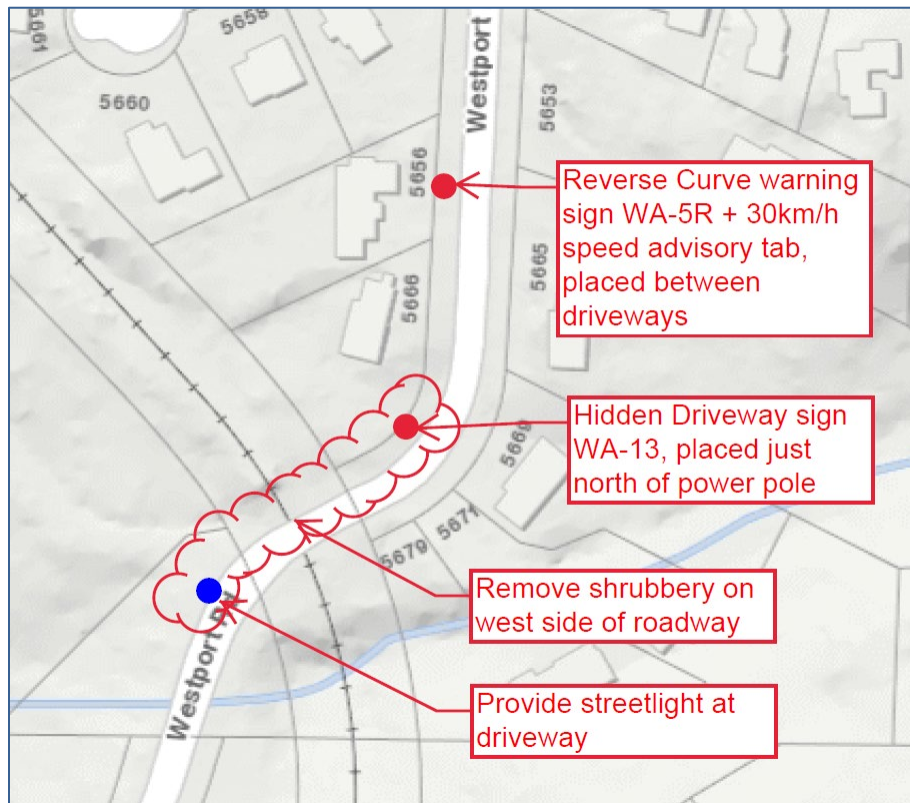 5661
5658
5660
Westport
5653
5656
Reverse Curve warning
sign WA-5R + 30km/h
speed advisory tab,
placed between
driveways
5665
5666
Hidden Driveway sign
WA-13, placed just
north of power pole
5669
5671
5679
Remove shrubbery on
west side of roadway
Westport Rd
Provide streetlight at
driveway